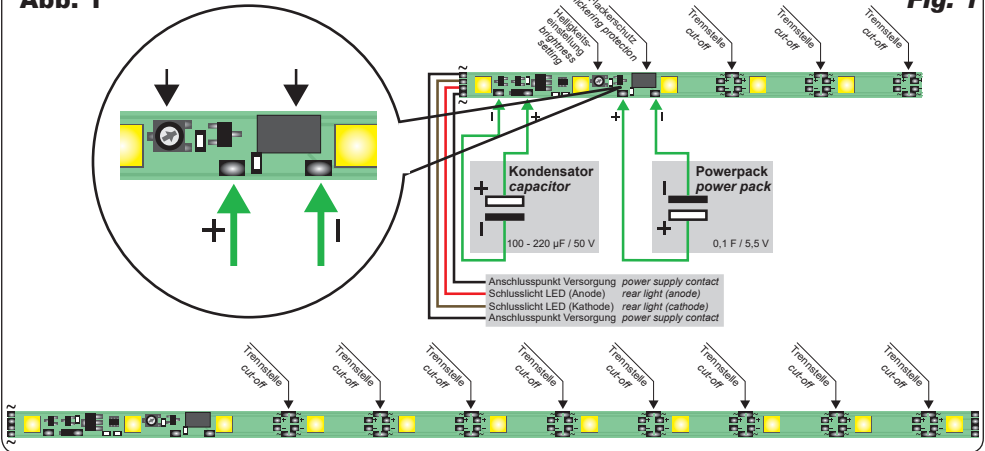 Abb. 1
Fig. 1
Helligkeits-
einstellung
brightness
setting
Flackerschutz
flickering protection
Trennstelle
cut-off
Trennstelle
cut-off
Trennstelle
cut-off
~
~
– +
+ –
Kondensator
capacitor
+
–
100 - 220 µF / 50 V
Powerpack
power pack
–
+
0,1 F / 5,5 V
+ –
Anschlusspunkt Versorgung power supply contact
Schlusslicht LED (Anode) rear light (anode)
Schlusslicht LED (Kathode) rear light (cathode)
Anschlusspunkt Versorgung power supply contact
Trennstelle
cut-off
Trennstelle
cut-off
Trennstelle
cut-off
Trennstelle
cut-off
Trennstelle
cut-off
Trennstelle
cut-off
Trennstelle
cut-off
Trennstelle
cut-off
~
~